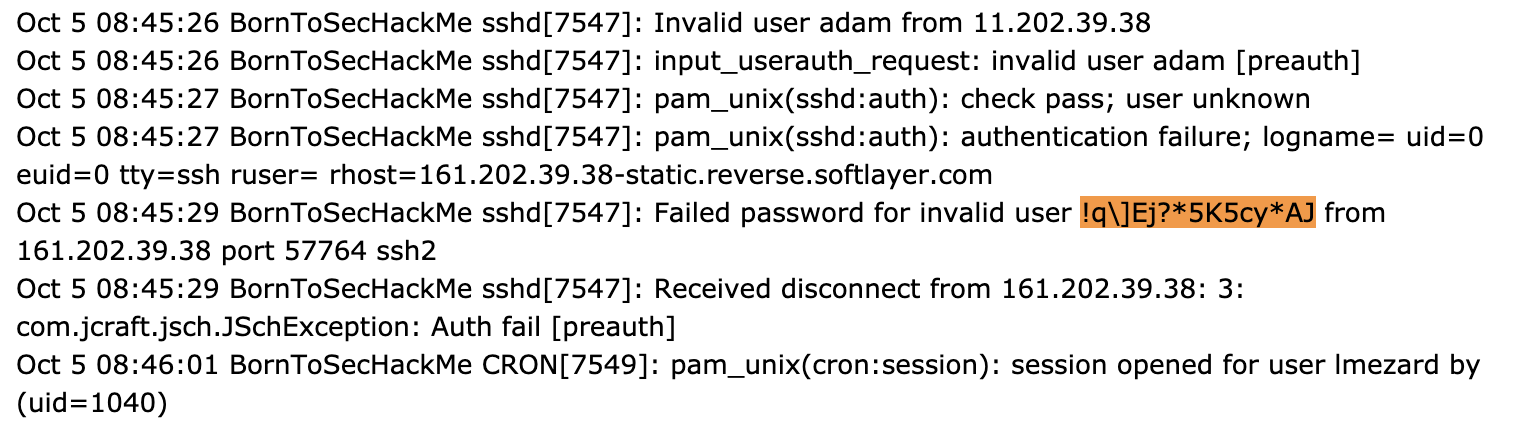 Oct 5 08:45:26 BornToSecHackMe sshd[7547]: Invalid user adam from 11.202.39.38
Oct 5 08:45:26 BornToSecHackMe sshd[7547]: input_userauth_request: invalid user adam [preauth]
Oct 5 08:45:27 BornToSecHackMe sshd[7547]: pam_unix(sshd:auth): check pass; user unknown
Oct 5 08:45:27 BornToSecHackMe sshd[7547]: pam_unix(sshd:auth): authentication failure; logname= uid=0
euid=0 tty=ssh ruser= rhost=161.202.39.38-static.reverse.softlayer.com
Oct 5 08:45:29 BornToSecHackMe sshd[7547]: Failed password for invalid user !q\]Ej?*5K5cy*AJ from
161.202.39.38 port 57764 ssh2
Oct 5 08:45:29 BornToSecHackMe sshd[7547]: Received disconnect from 161.202.39.38: 3:
com.jcraft.jsch.JSchException: Auth fail [preauth]
Oct 5 08:46:01 BornToSecHackMe CRON[7549]: pam_unix(cron:session): session opened for user lmezard by
(uid=1040)